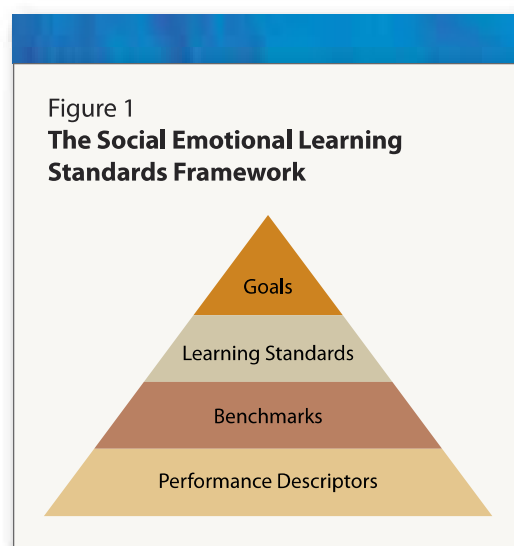 Figure 1
The Social Emotional Learning
Standards Framework
Goals
Learning Standards
Benchmarks
Performance Descriptors